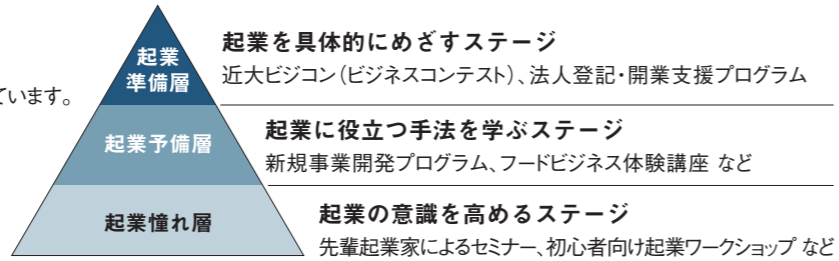 起業
準備層
起業を具体的にめざすステージ
近大ビジコン(ビジネスコンテスト)、法人登記・開業支援プログラム
ています。
起業予備層
起業に役立つ手法を学ぶステージ
新規事業開発プログラム、フードビジネス体験講座 など
起業憧れ層
起業の意識を高めるステージ
先輩起業家によるセミナー、初心者向け起業ワークショップ など